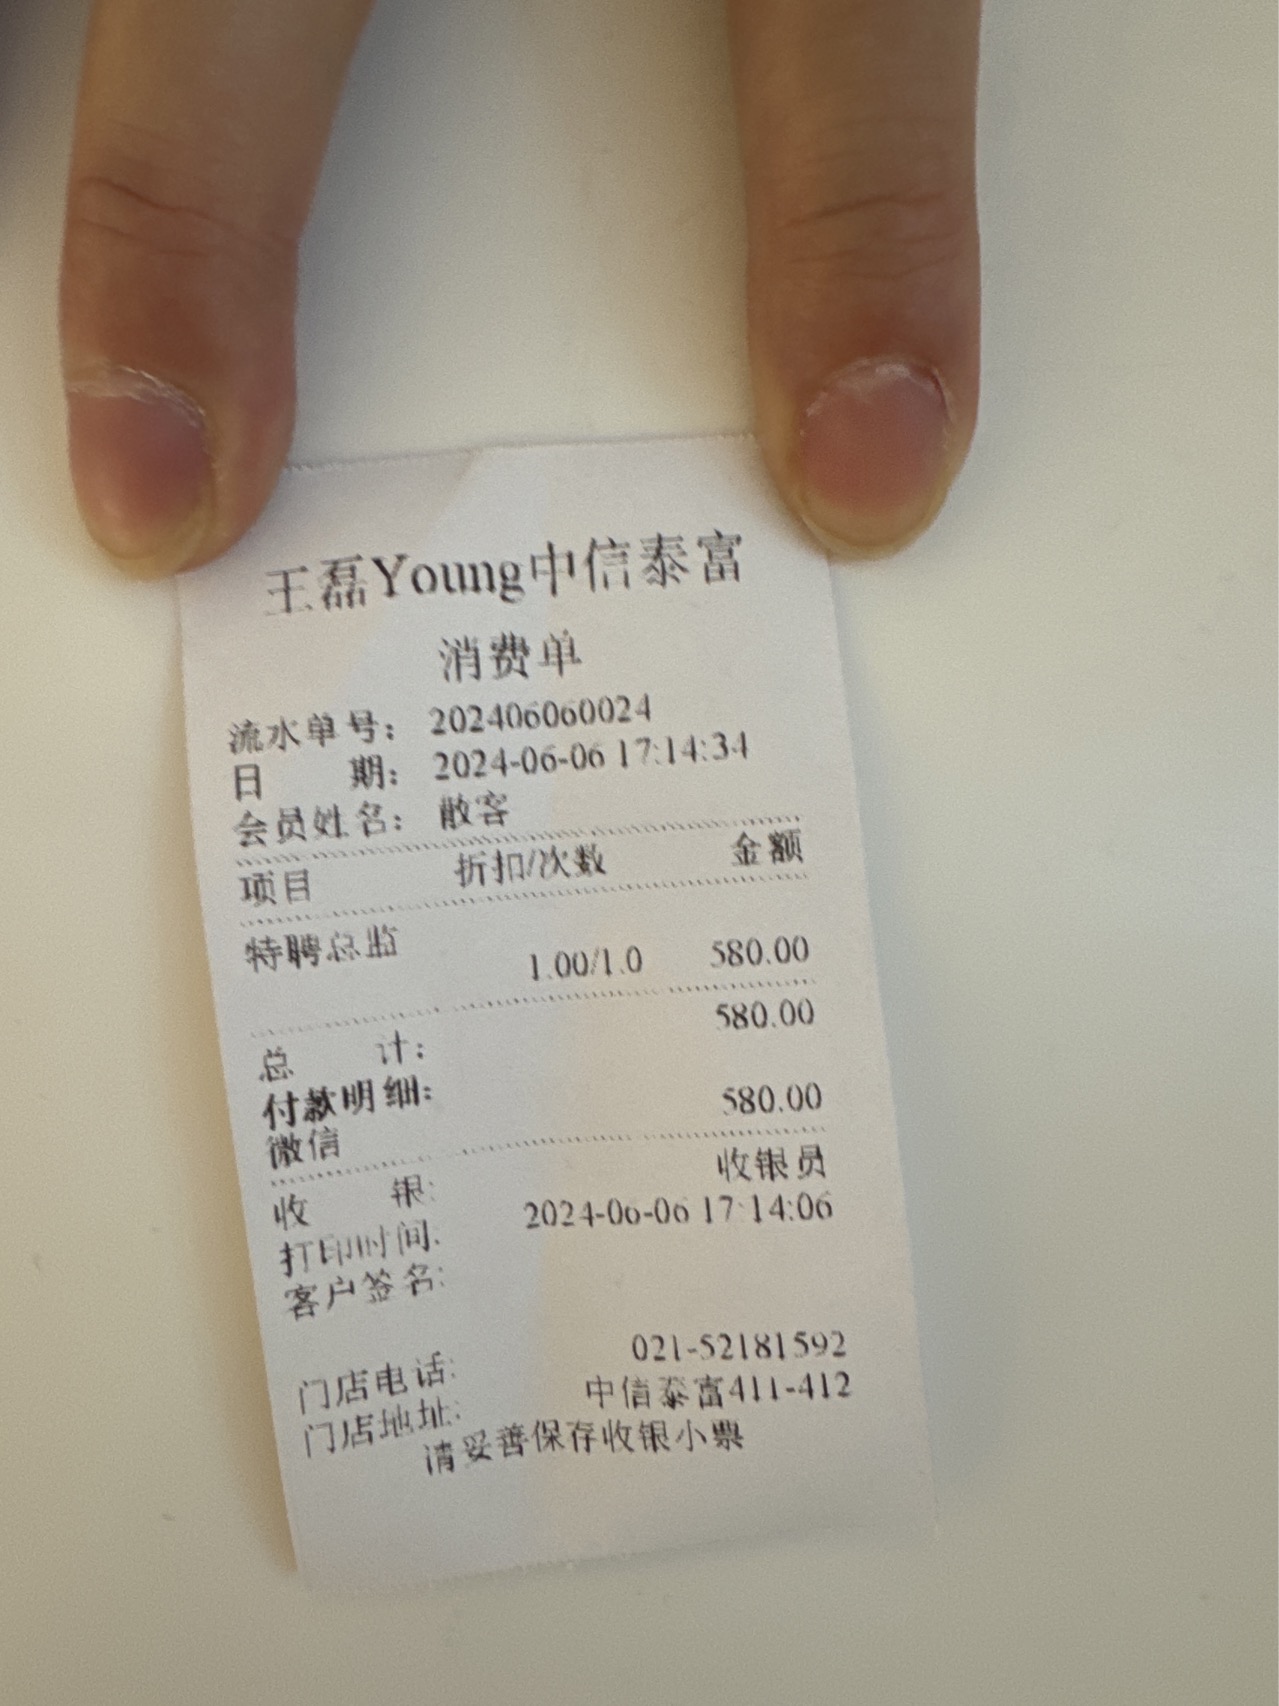 王磊Young中信泰富
消费单
流水单号： 202406060024
日 期： 2024-06-06 17:14:34
会员姓名： 散客
项目 折扣/次数 金额
特聘总监
1.00/1.0 580.00
总 计： 580.00
付款明细：
微信 580.00
收 银： 收银员
打印时间： 2024-06-06 17:14:06
客户签名：
门店电话： 021-52181592
门店地址： 中信泰富411-412
请妥善保存收银小票